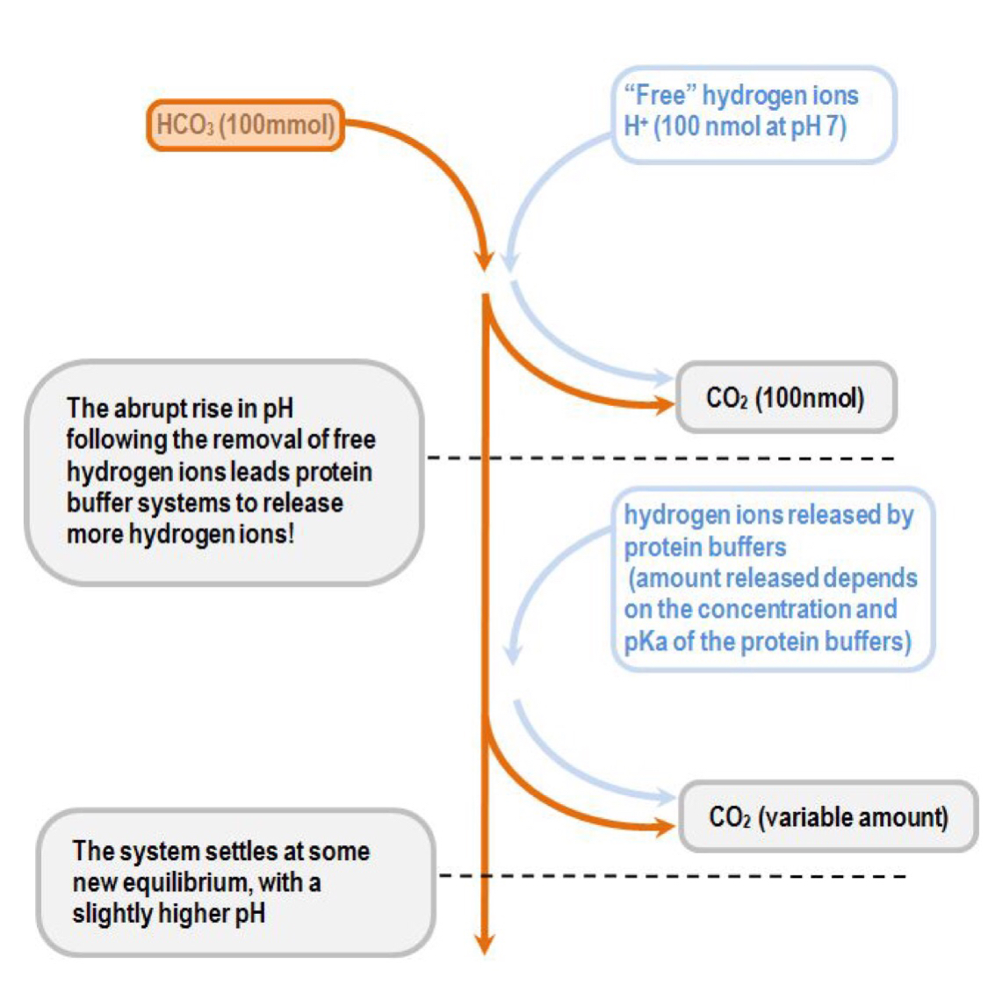 HCO₃ (100mmol)
“Free” hydrogen ions
H⁺ (100 nmol at pH 7)
CO₂ (100nmol)
The abrupt rise in pH
following the removal of free
hydrogen ions leads protein
buffer systems to release
more hydrogen ions!
hydrogen ions released by
protein buffers
(amount released depends
on the concentration and
pKa of the protein buffers)
CO₂ (variable amount)
The system settles at some
new equilibrium, with a
slightly higher pH